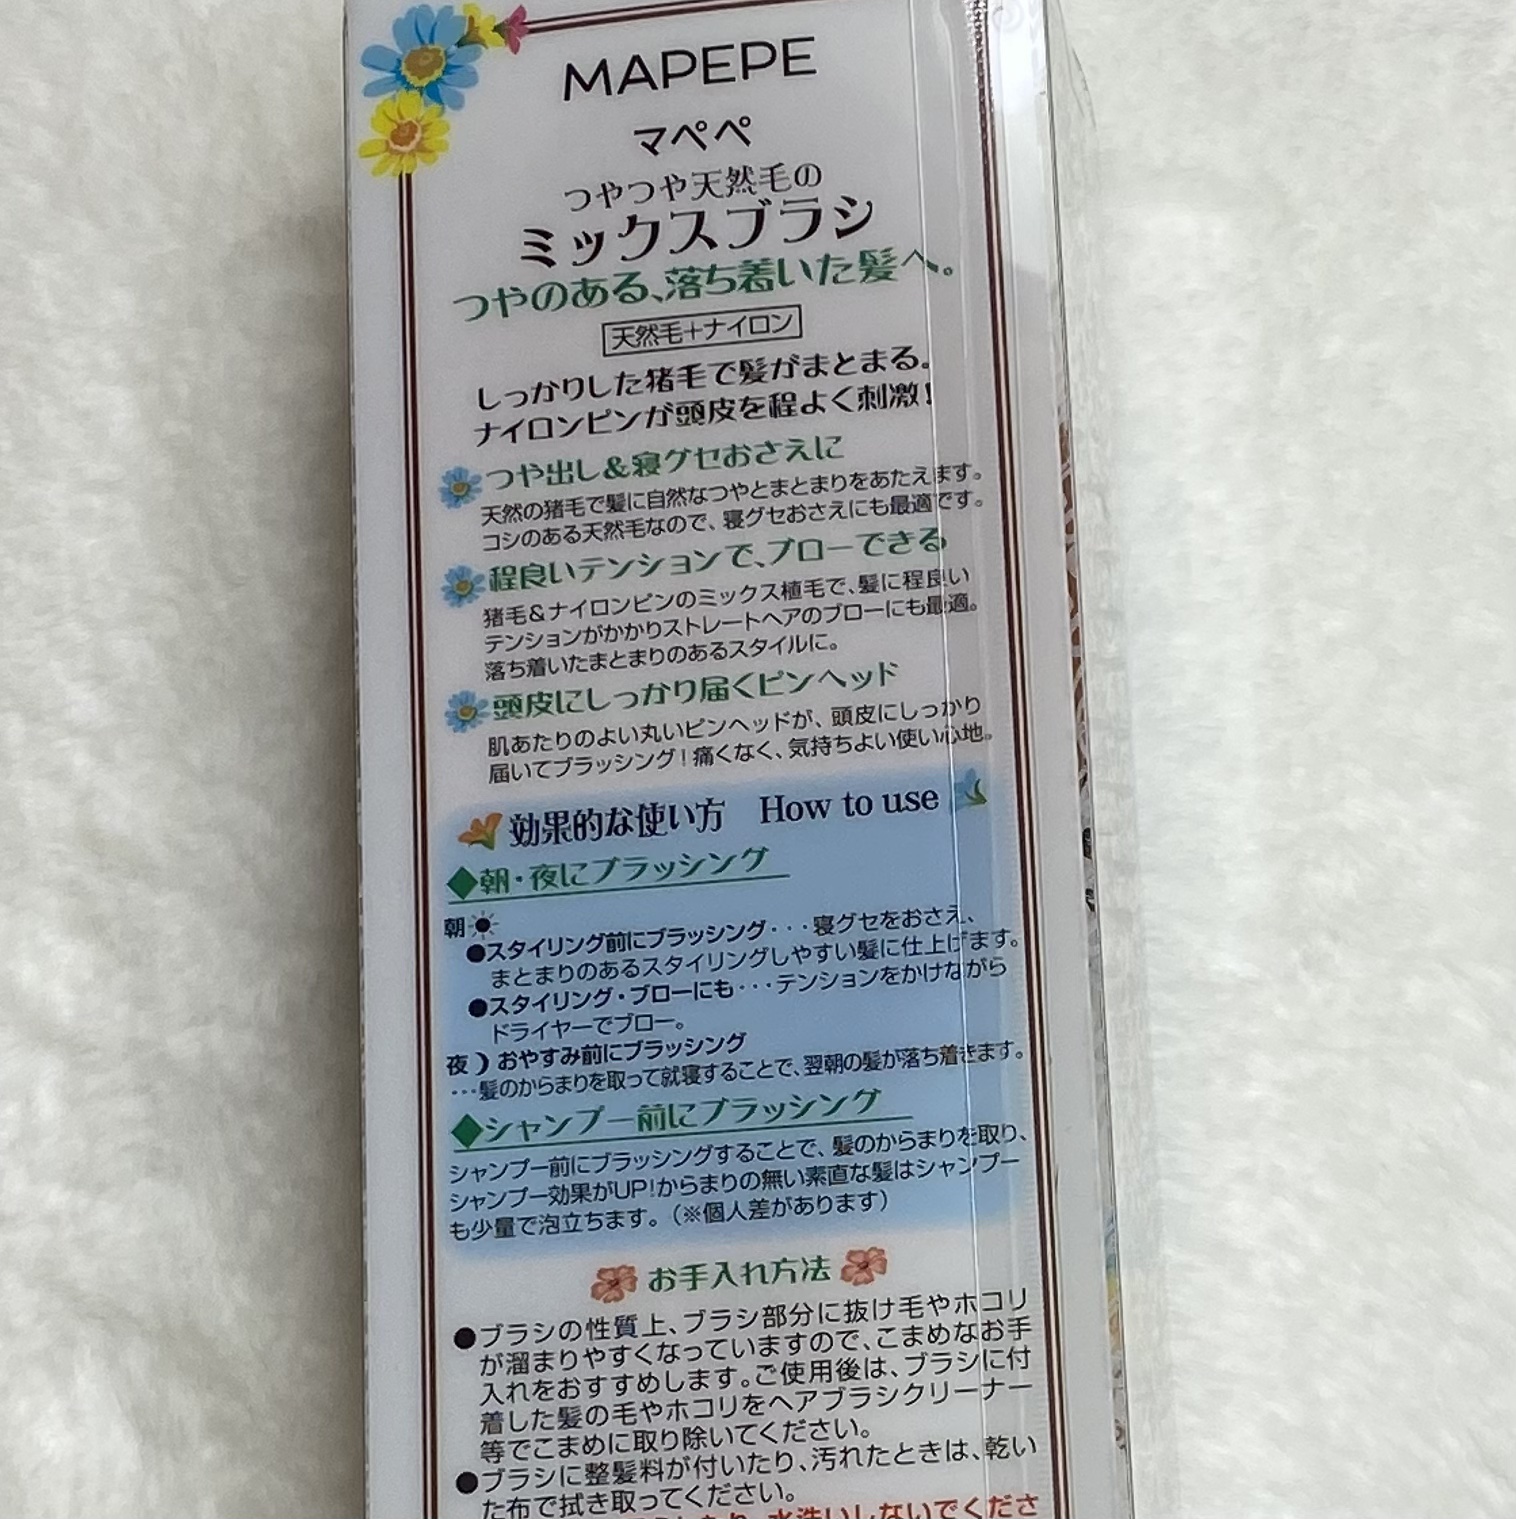 MAPEPE
マペペ
つやつや天然毛の
ミックスブラシ
つやのある、落ち着いた髪へ。
天然毛＋ナイロン
しっかりした猪毛で髪がまとまる。
ナイロンピンが頭皮を程よく刺激！
つや出し＆寝グセおさえに
天然の猪毛で髪に自然なつやとまとまりをあたえます。
コシのある天然毛なので、寝グセおさえにも最適です。
程良いテンションで、ブローできる
猪毛＆ナイロンピンのミックス植毛で、髪に程良い
テンションがかかりストレートヘアのブローにも最適。
落ち着いたまとまりのあるスタイルに。
頭皮にしっかり届くピンヘッド
肌あたりのよい丸いピンヘッドが、頭皮にしっかり
届いてブラッシング！痛くなく、気持ちよい使い心地。
効果的な使い方 How to use
◆朝・夜にブラッシング
朝
●スタイリング前にブラッシング・・・寝グセをおさえ、
まとまりのあるスタイリングしやすい髪に仕上げます。
●スタイリング・ブローにも・・・テンションをかけながら
ドライヤーでブロー。
夜 おやすみ前にブラッシング
・・・髪のからまりを取って就寝することで、翌朝の髪が落ち着きます。
◆シャンプー前にブラッシング
シャンプー前にブラッシングすることで、髪のからまりを取り、
シャンプー効果がUP！からまりの無い素直な髪はシャンプー
も少量で泡立ちます。（※個人差があります）
お手入れ方法
●ブラシの性質上、ブラシ部分に抜け毛やホコリ
が溜まりやすくなっていますので、こまめなお手
入れをおすすめします。ご使用後は、ブラシに付
着した髪の毛やホコリをヘアブラシクリーナー
等でこまめに取り除いてください。
●ブラシに整髪料が付いたり、汚れたときは、乾い
た布で拭き取ってください。
水洗いしないでくださ